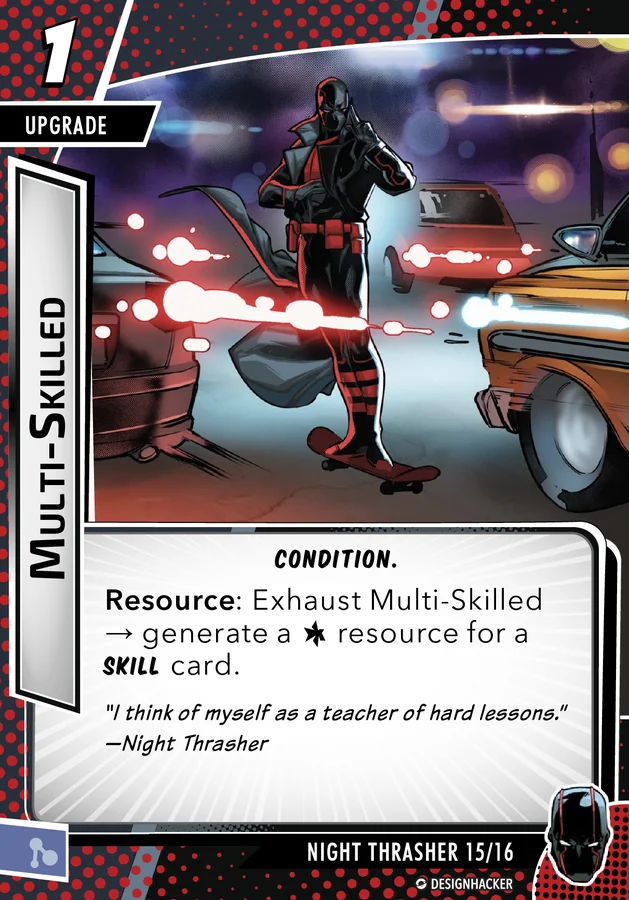 1
UPGRADE
MULTI-SKILLED
CONDITION.
Resource: Exhaust Multi-Skilled
→ generate a resource for a
SKILL card.
"I think of myself as a teacher of hard lessons."
—Night Thrasher
NIGHT THRASHER 15/16
DESIGNHACKER